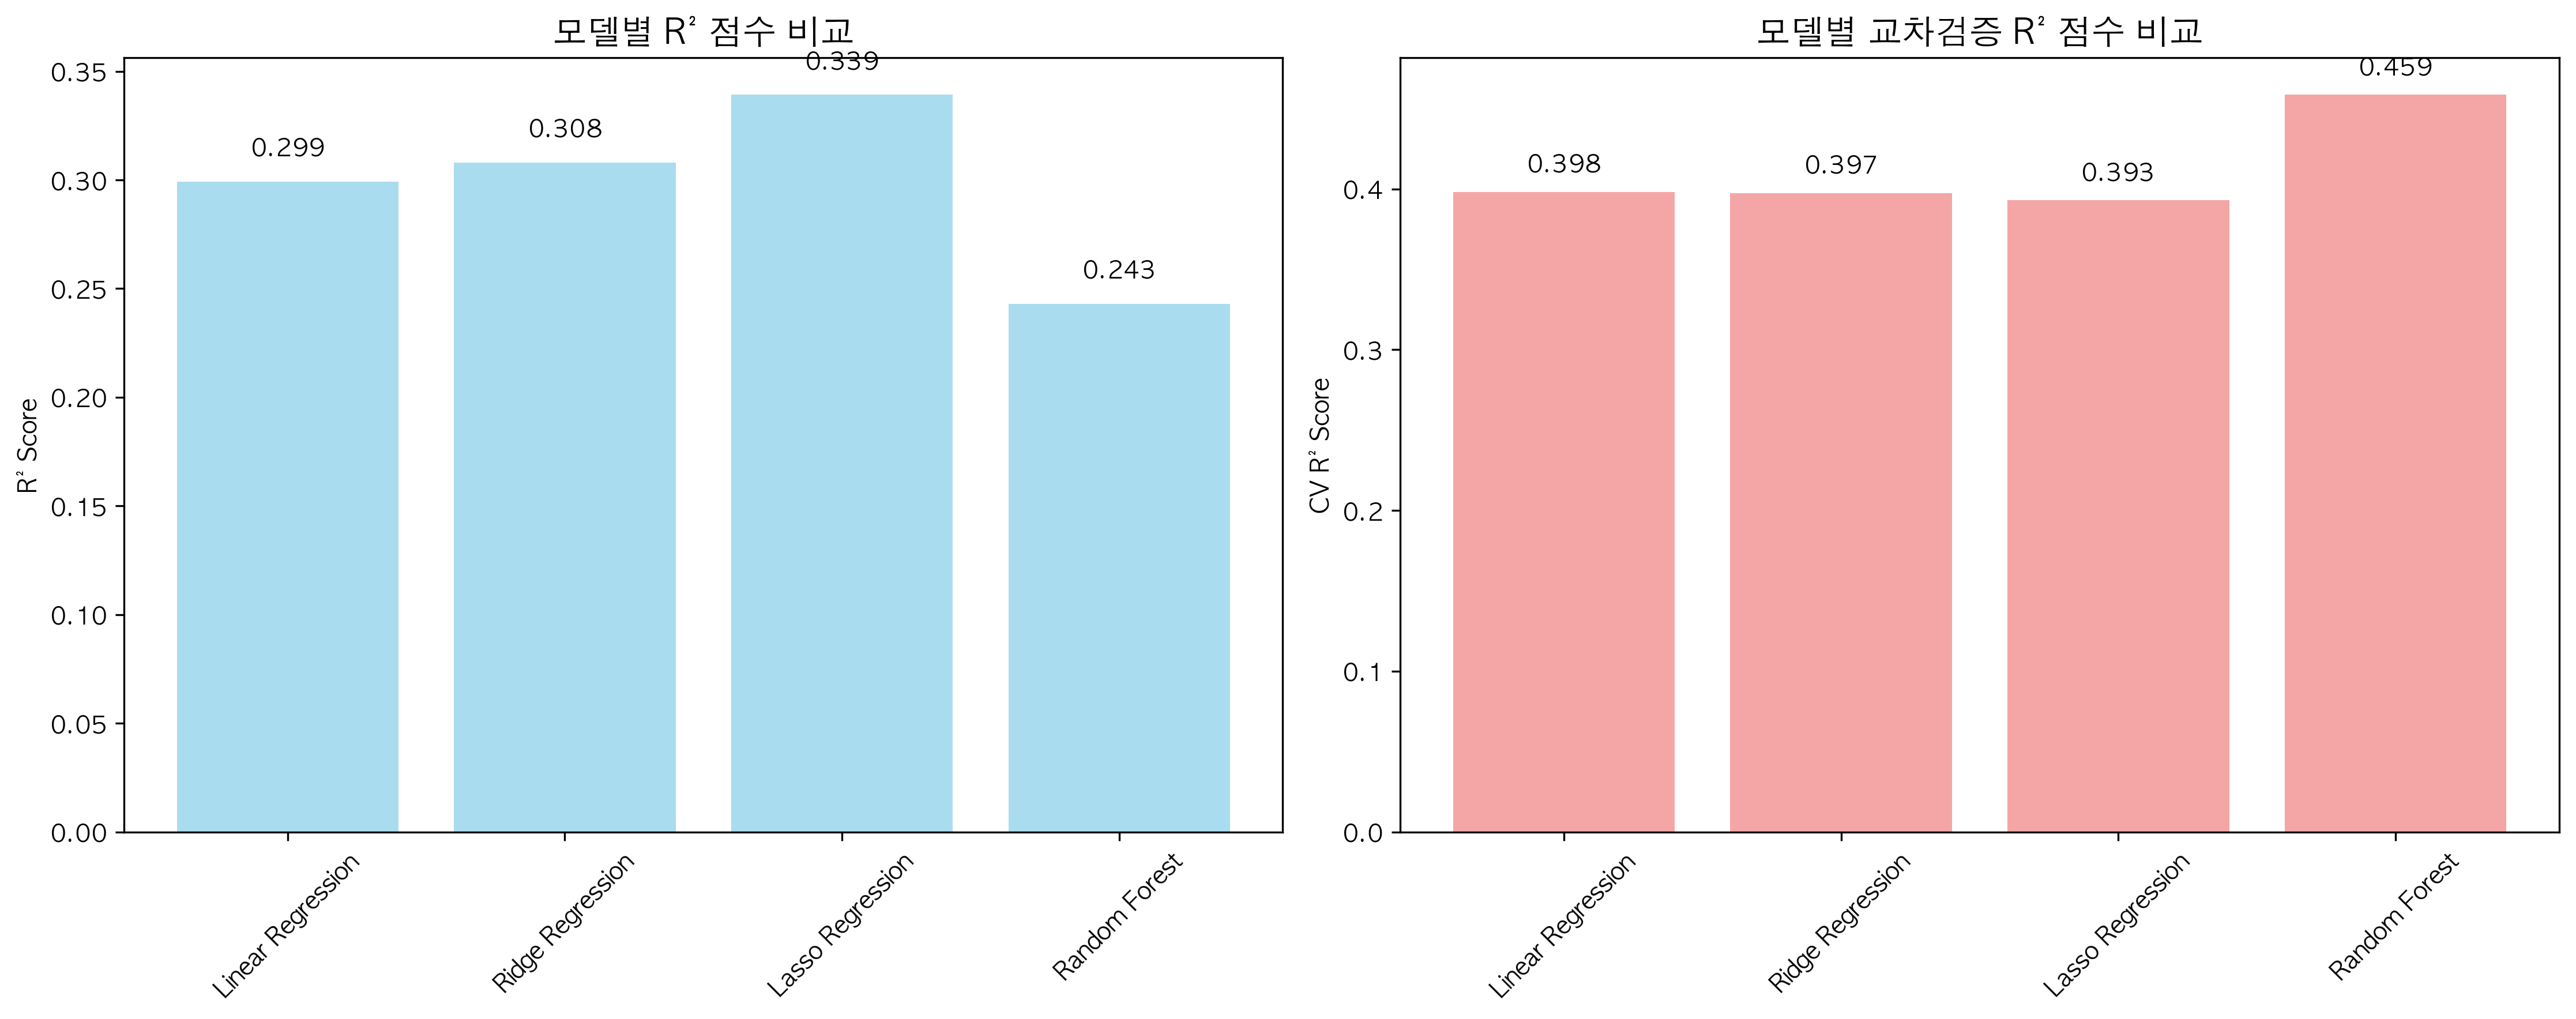 모델별 R² 점수 비교
R² Score
0.35
0.30
0.25
0.20
0.15
0.10
0.05
0.00
0.299
0.308
0.339
0.243
Linear Regression
Ridge Regression
Lasso Regression
Random Forest
모델별 교차검증 R² 점수 비교
CV R² Score
0.4
0.3
0.2
0.1
0.0
0.398
0.397
0.393
0.459
Linear Regression
Ridge Regression
Lasso Regression
Random Forest